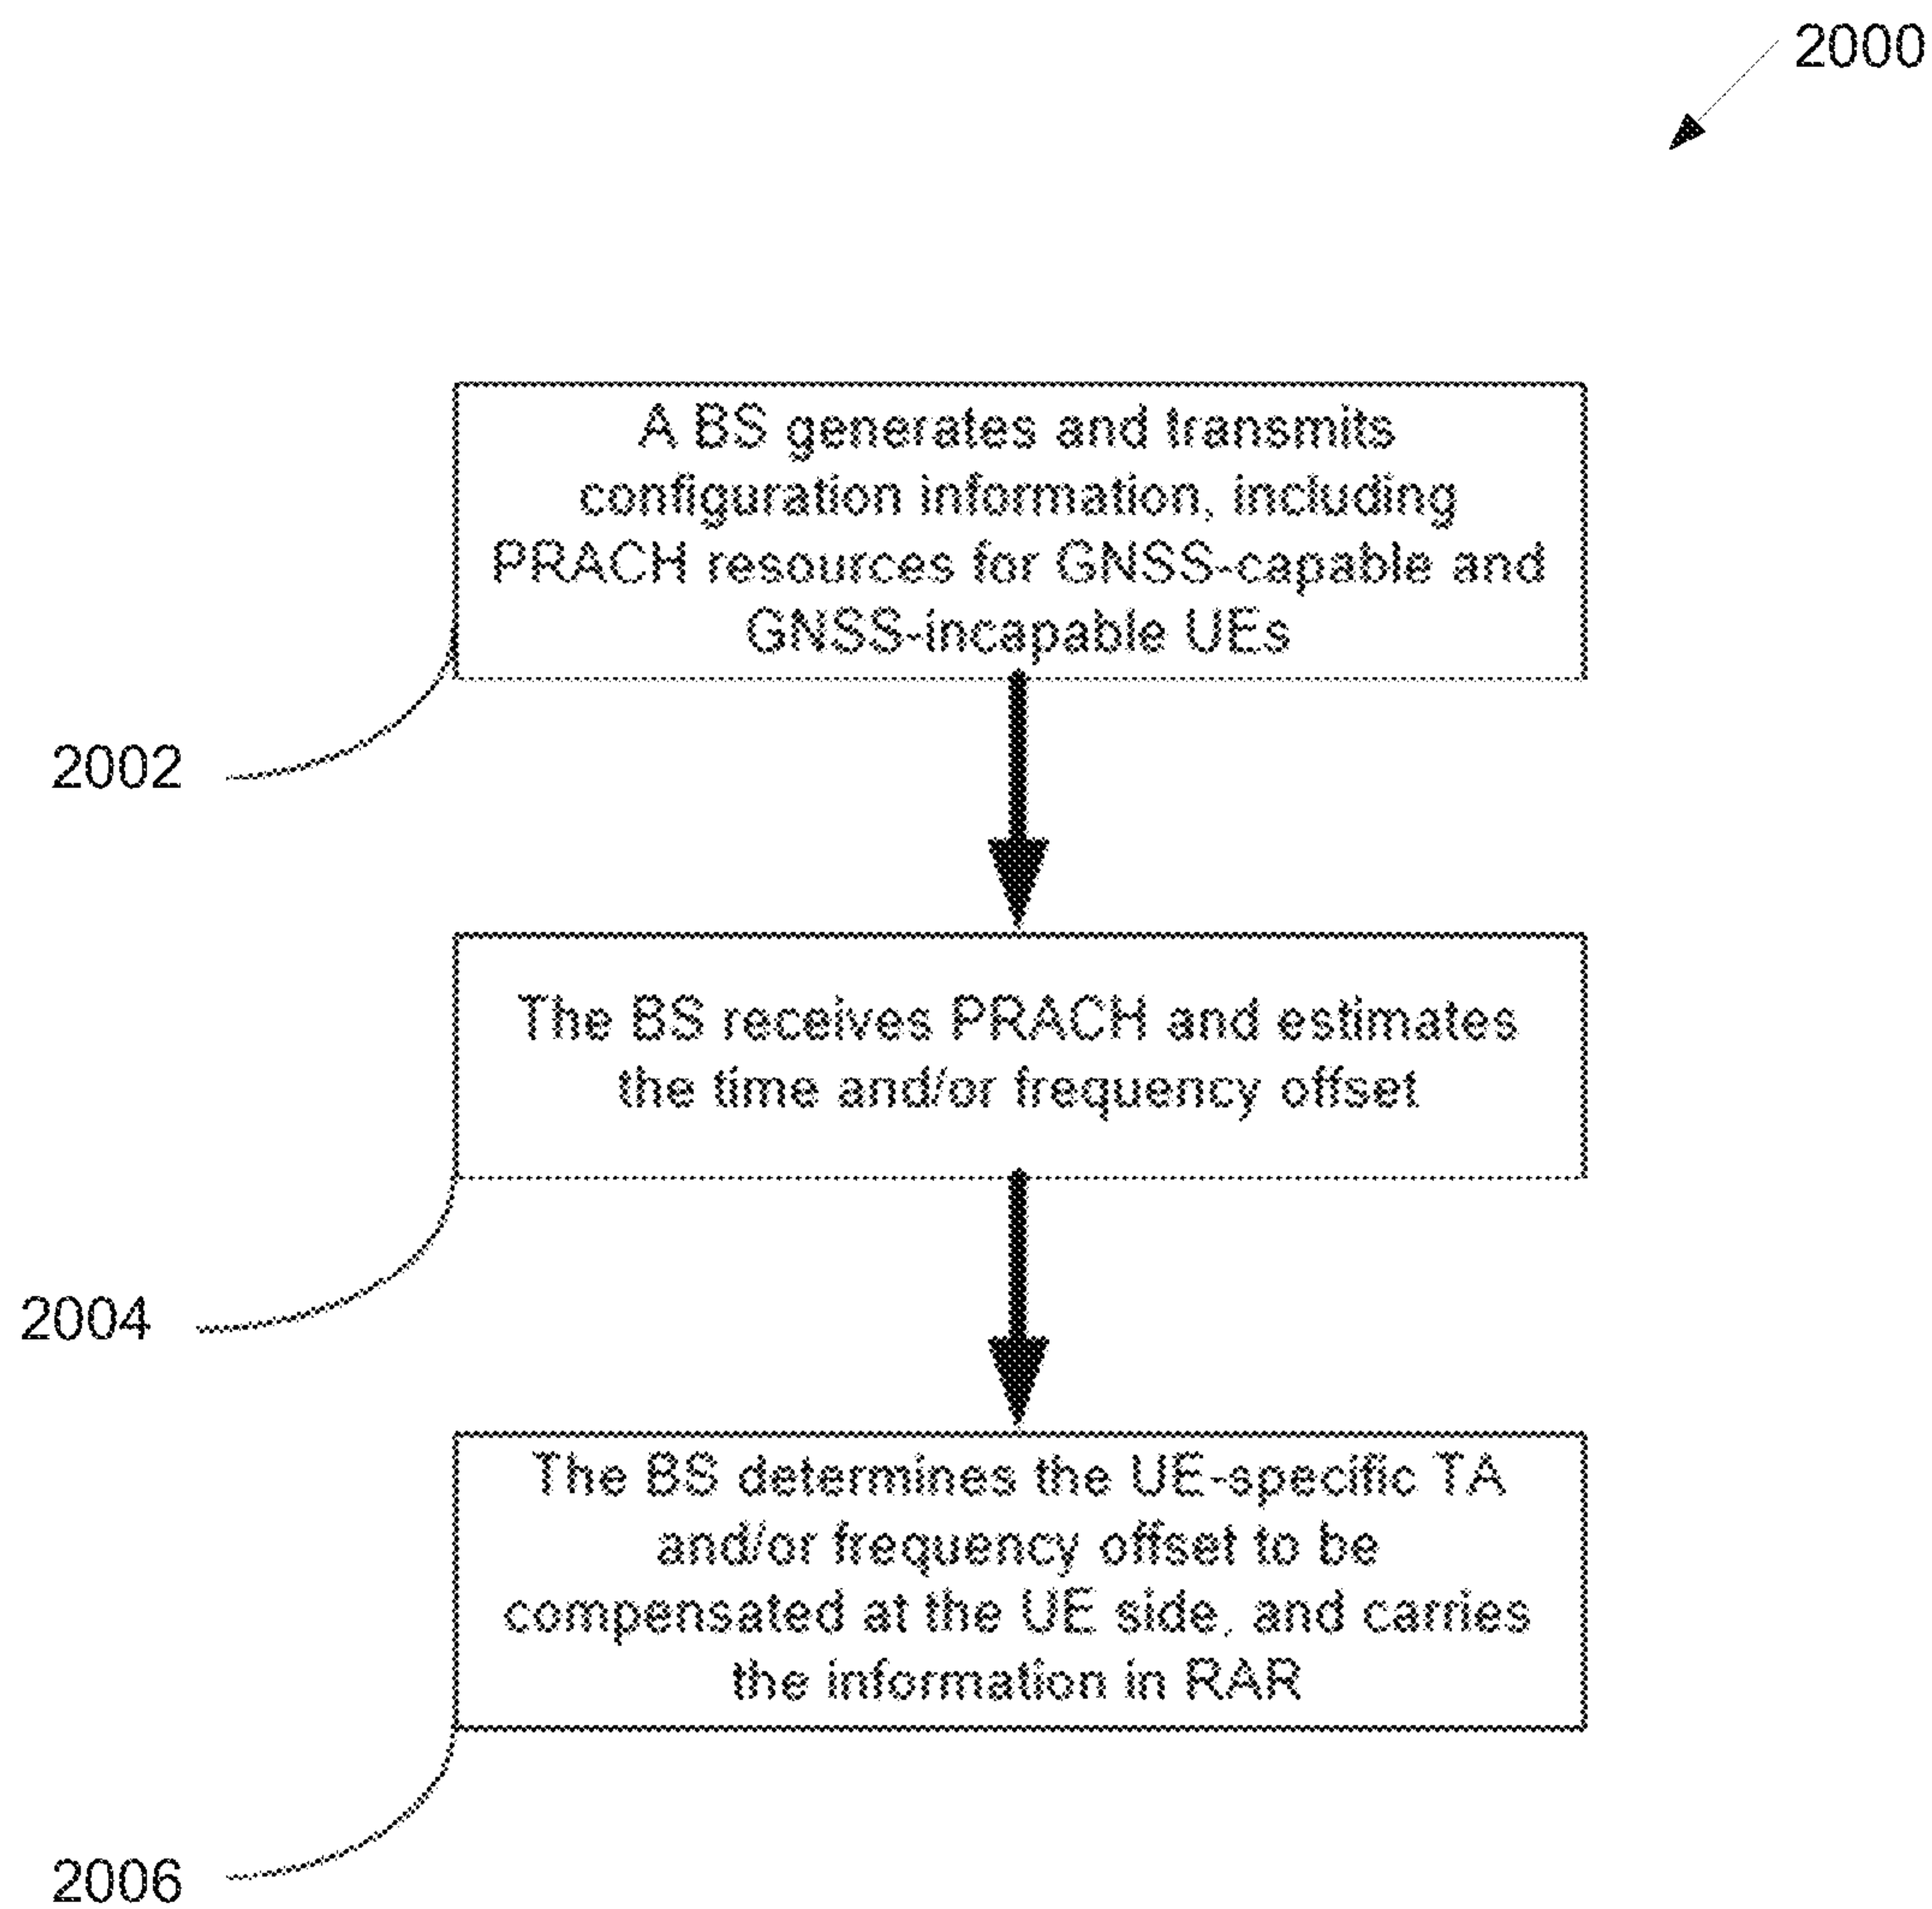 2000
A BS generates and transmits
configuration information, including
PRACH resources for GNSS-capable and
GNSS-incapable UEs
2002
The BS receives PRACH and estimates
the time and/or frequency offset
2004
The BS determines the UE-specific TA
and/or frequency offset to be
compensated at the UE side, and carries
the information in RAR
2006